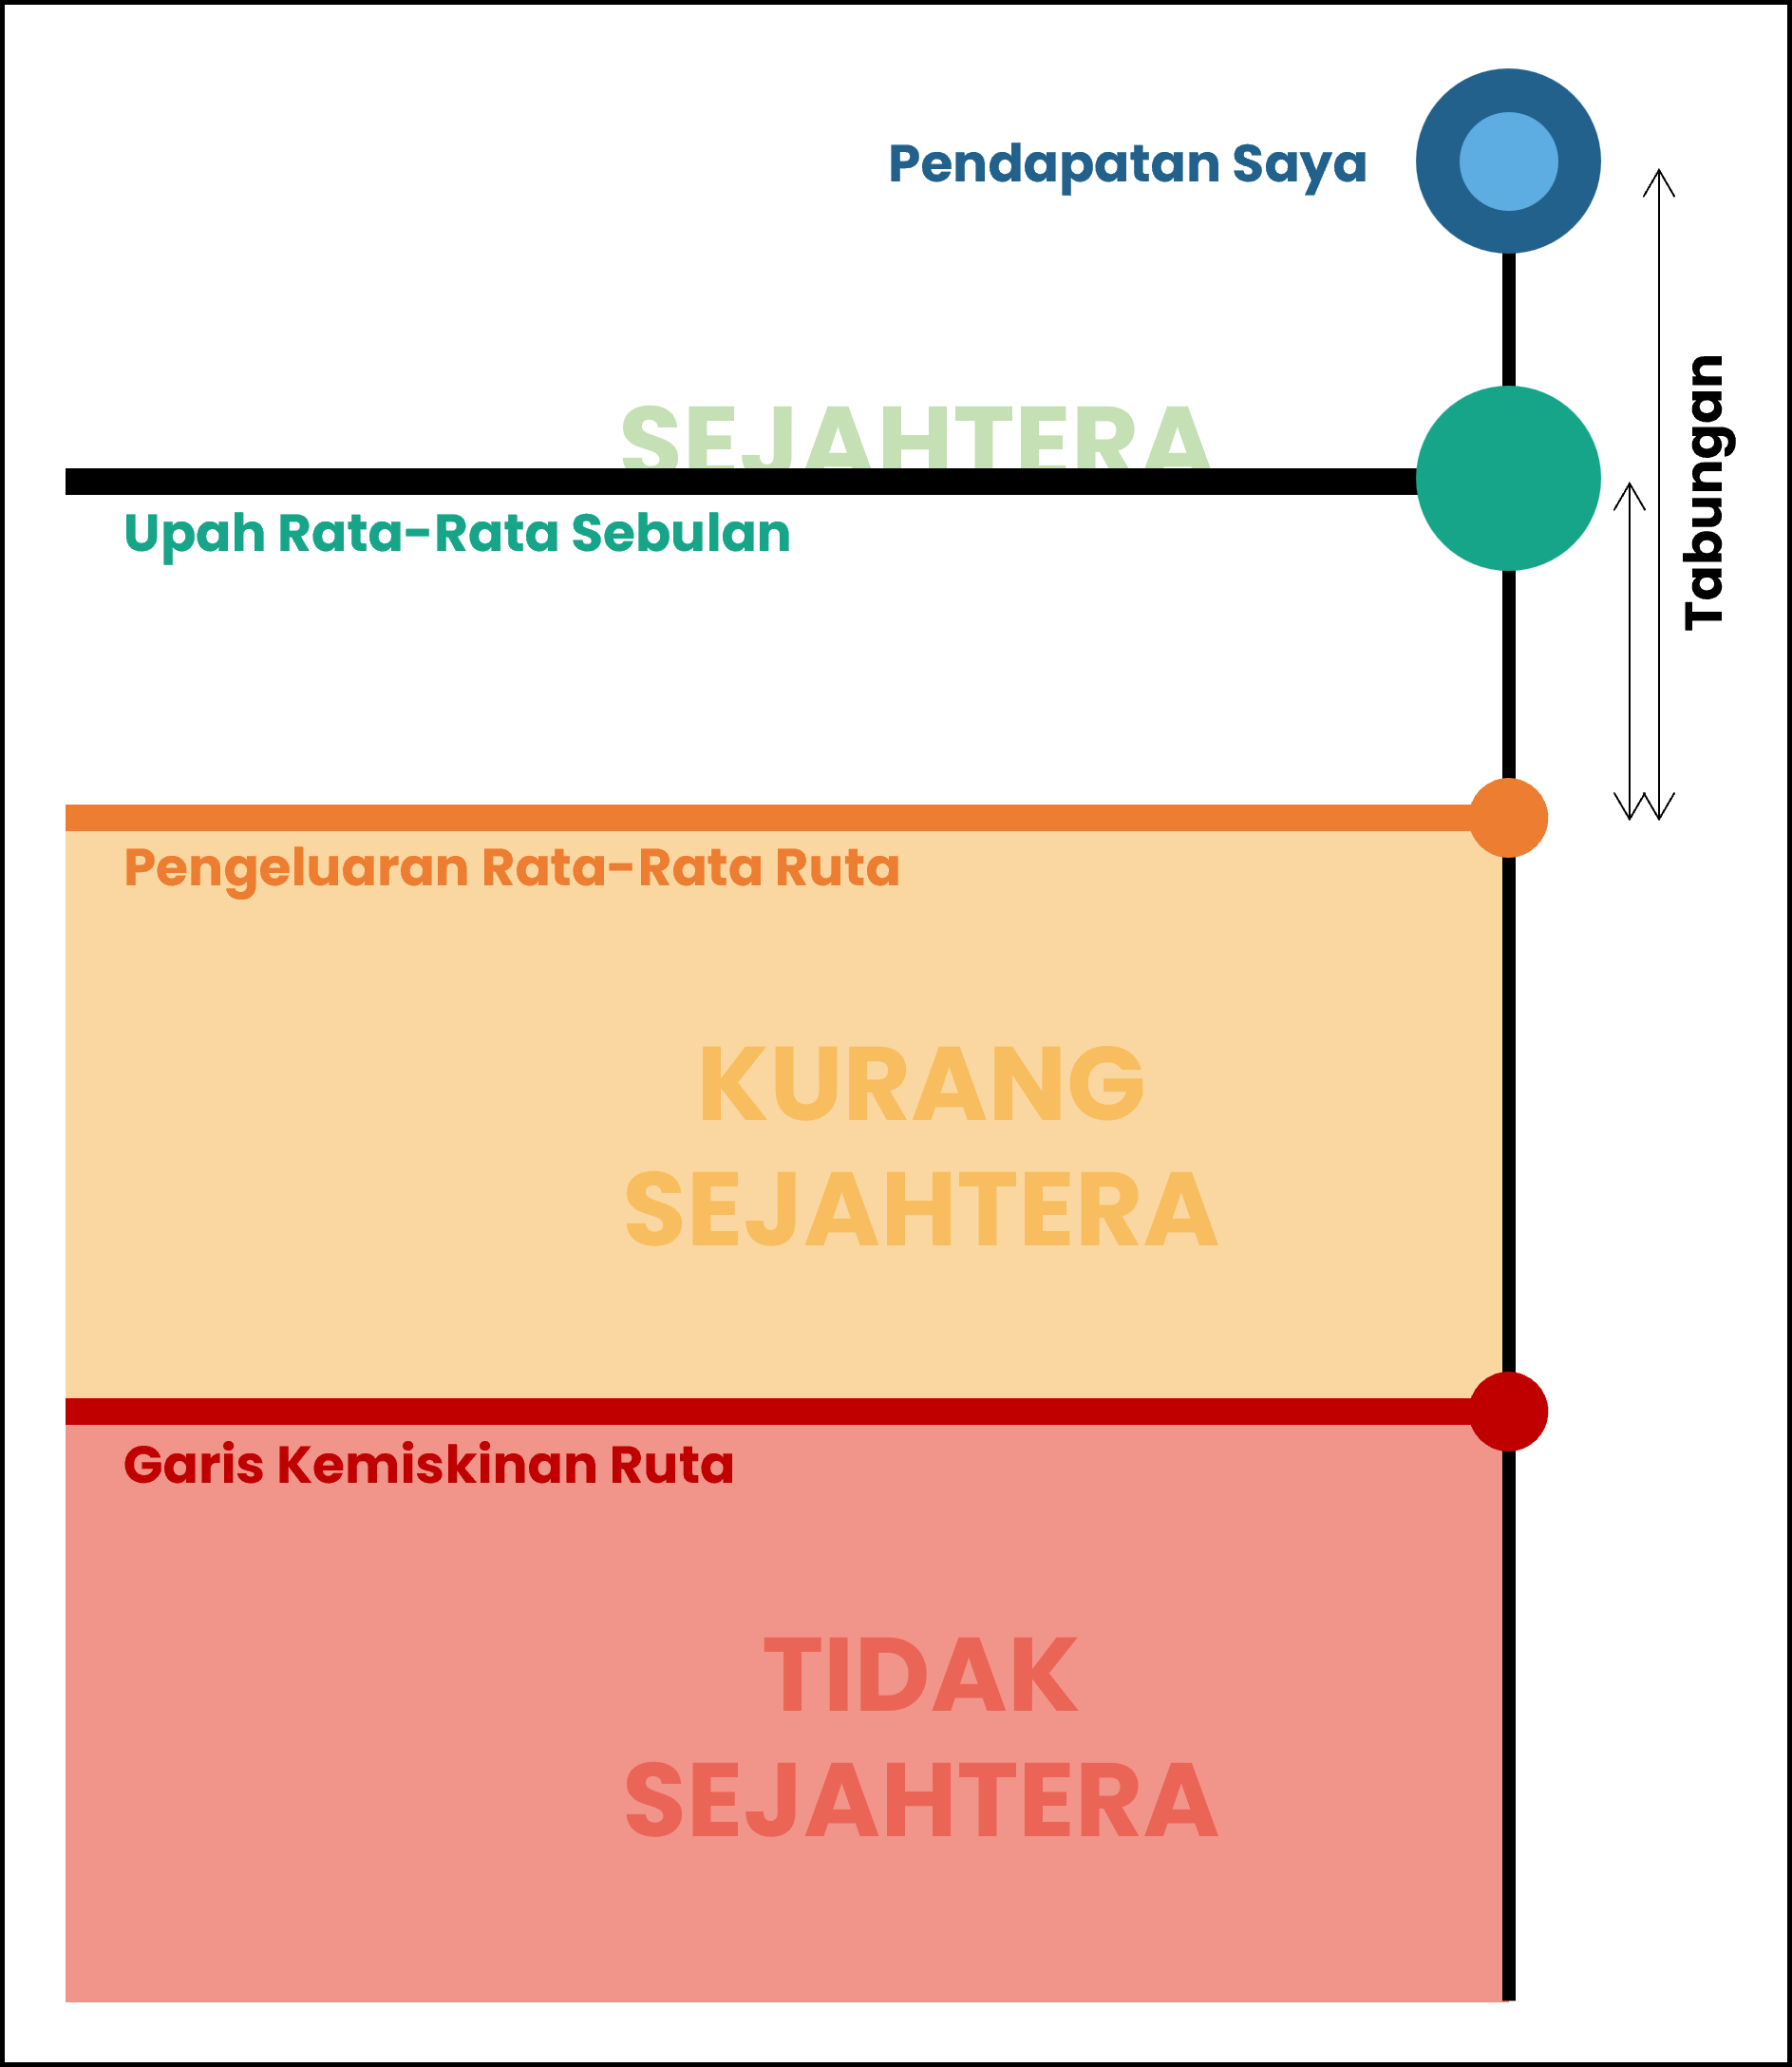 Pendapatan Saya
SEJAHTERA
Tabungan
Upah Rata-Rata Sebulan
Pengeluaran Rata-Rata Ruta
KURANG
SEJAHTERA
Garis Kemiskinan Ruta
TIDAK
SEJAHTERA